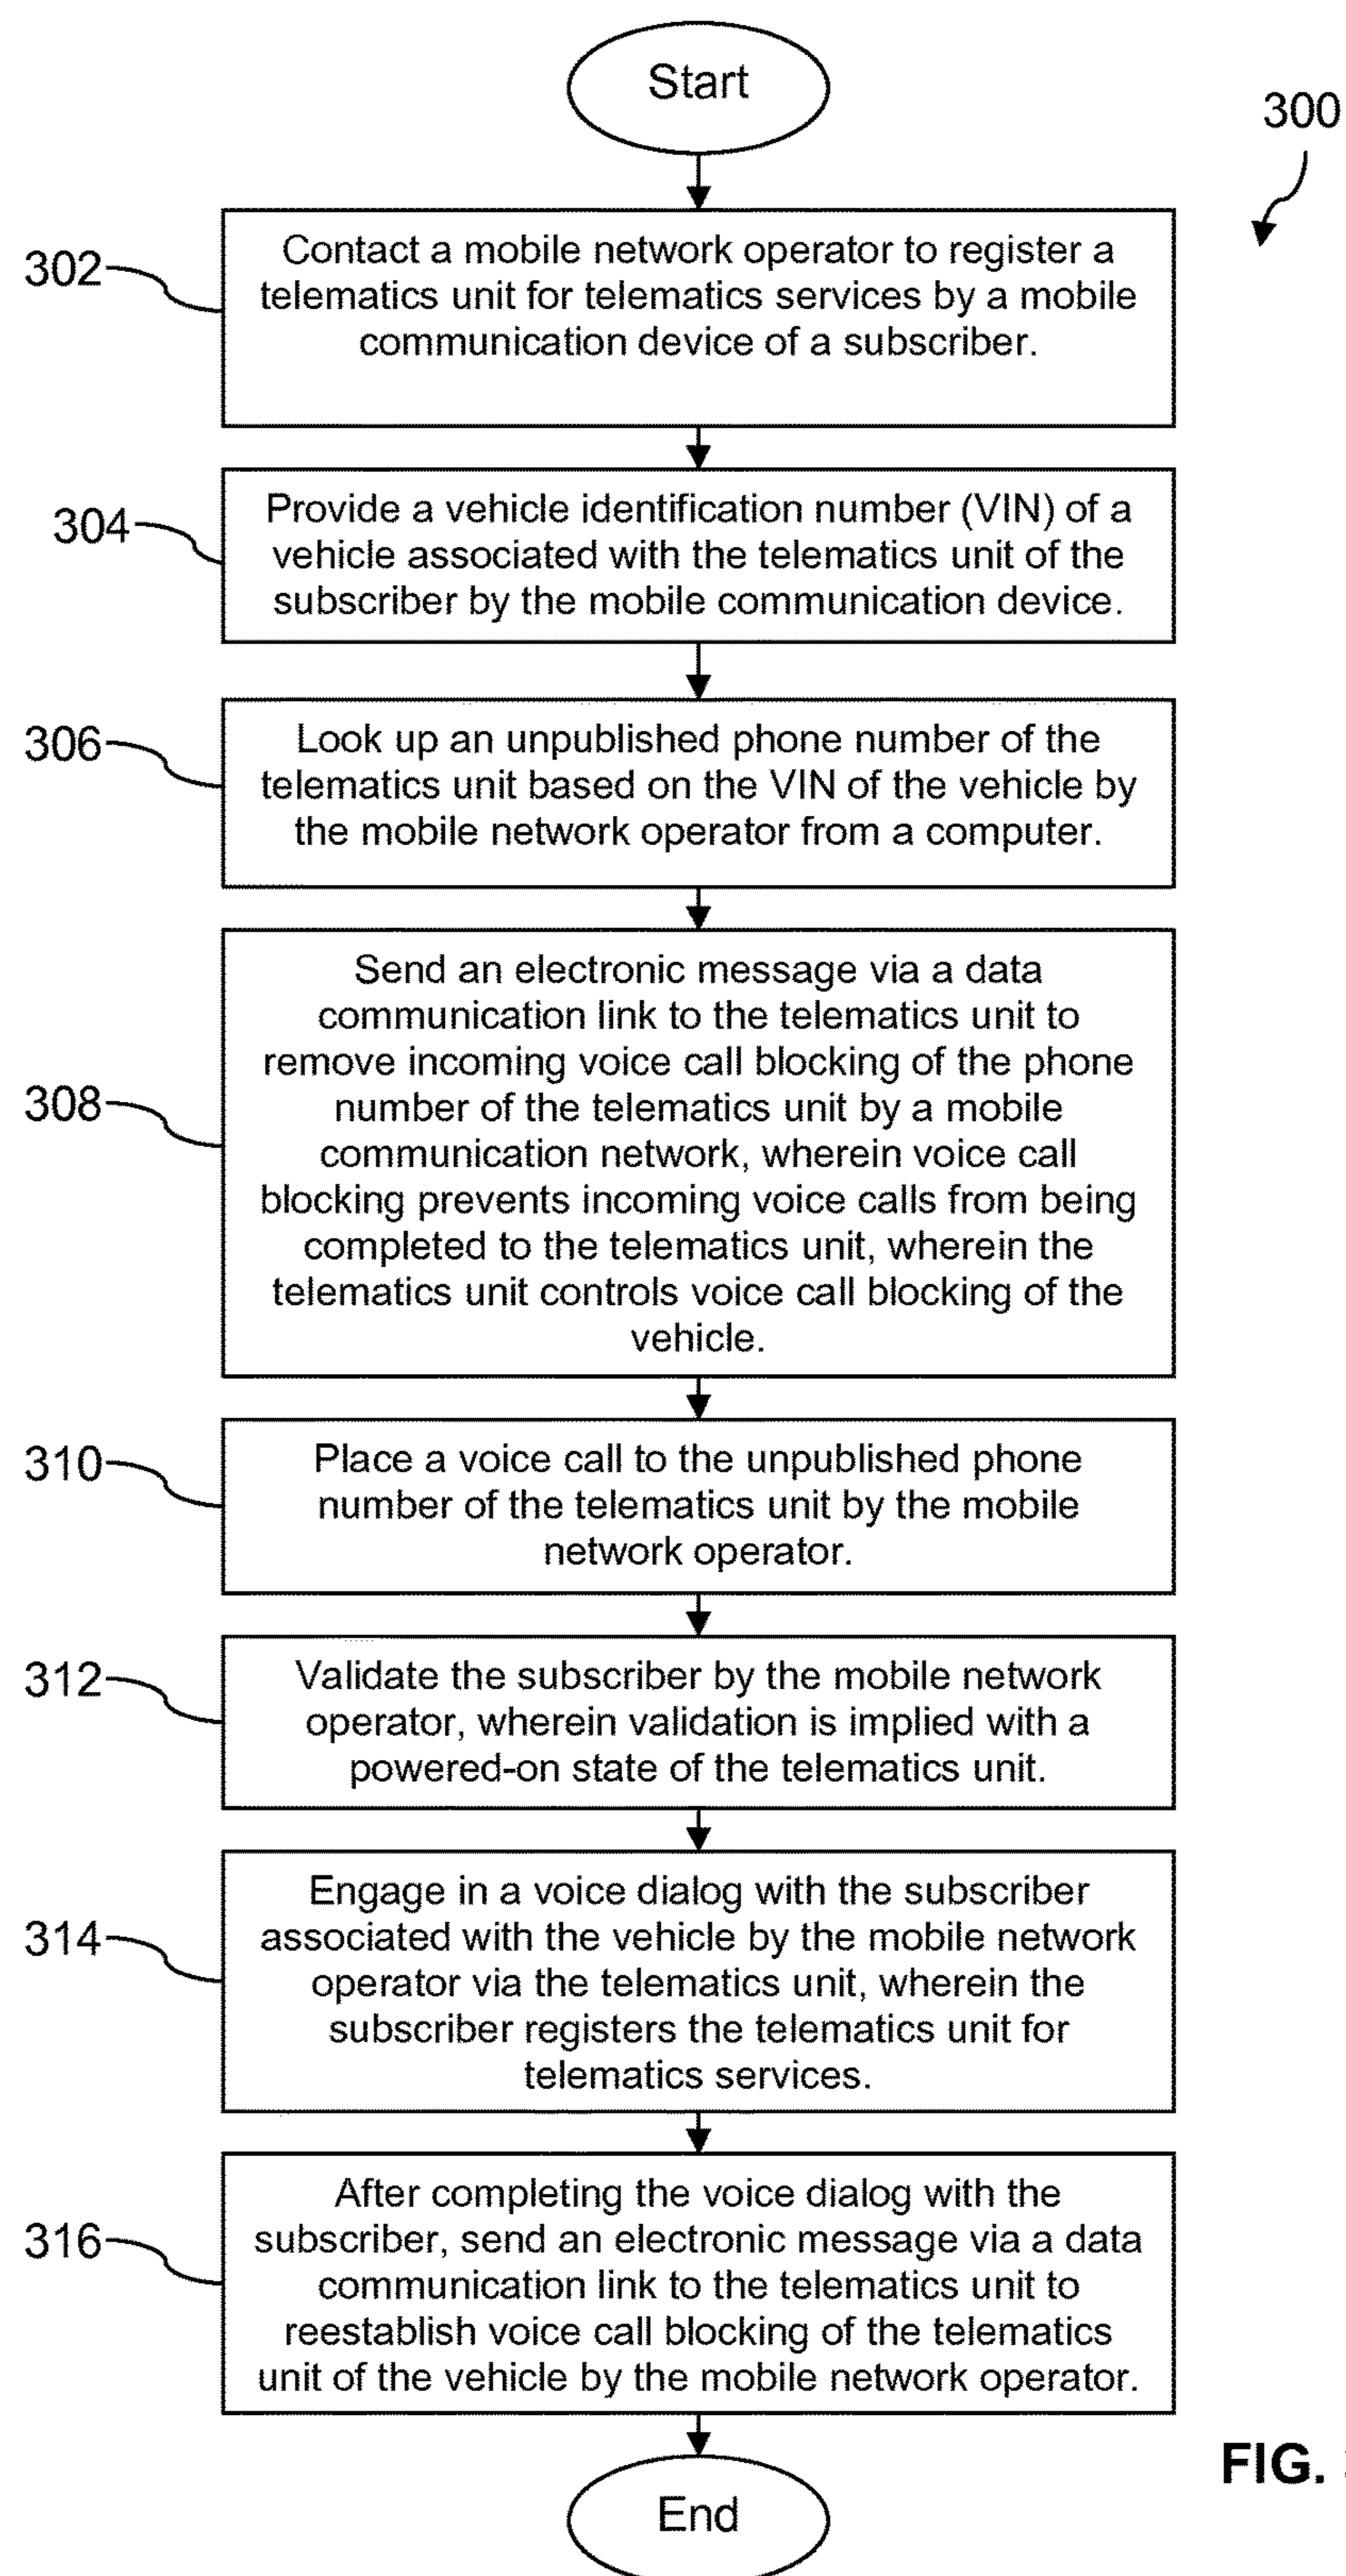 Start
300
302
Contact a mobile network operator to register a
telematics unit for telematics services by a mobile
communication device of a subscriber.
304
Provide a vehicle identification number (VIN) of a
vehicle associated with the telematics unit of the
subscriber by the mobile communication device.
306
Look up an unpublished phone number of the
telematics unit based on the VIN of the vehicle by
the mobile network operator from a computer.
308
Send an electronic message via a data
communication link to the telematics unit to
remove incoming voice call blocking of the phone
number of the telematics unit by a mobile
communication network, wherein voice call
blocking prevents incoming voice calls from being
completed to the telematics unit, wherein the
telematics unit controls voice call blocking of the
vehicle.
310
Place a voice call to the unpublished phone
number of the telematics unit by the mobile
network operator.
312
Validate the subscriber by the mobile network
operator, wherein validation is implied with a
powered-on state of the telematics unit.
314
Engage in a voice dialog with the subscriber
associated with the vehicle by the mobile network
operator via the telematics unit, wherein the
subscriber registers the telematics unit for
telematics services.
316
After completing the voice dialog with the
subscriber, send an electronic message via a data
communication link to the telematics unit to
reestablish voice call blocking of the telematics
unit of the vehicle by the mobile network operator.
FIG.
End